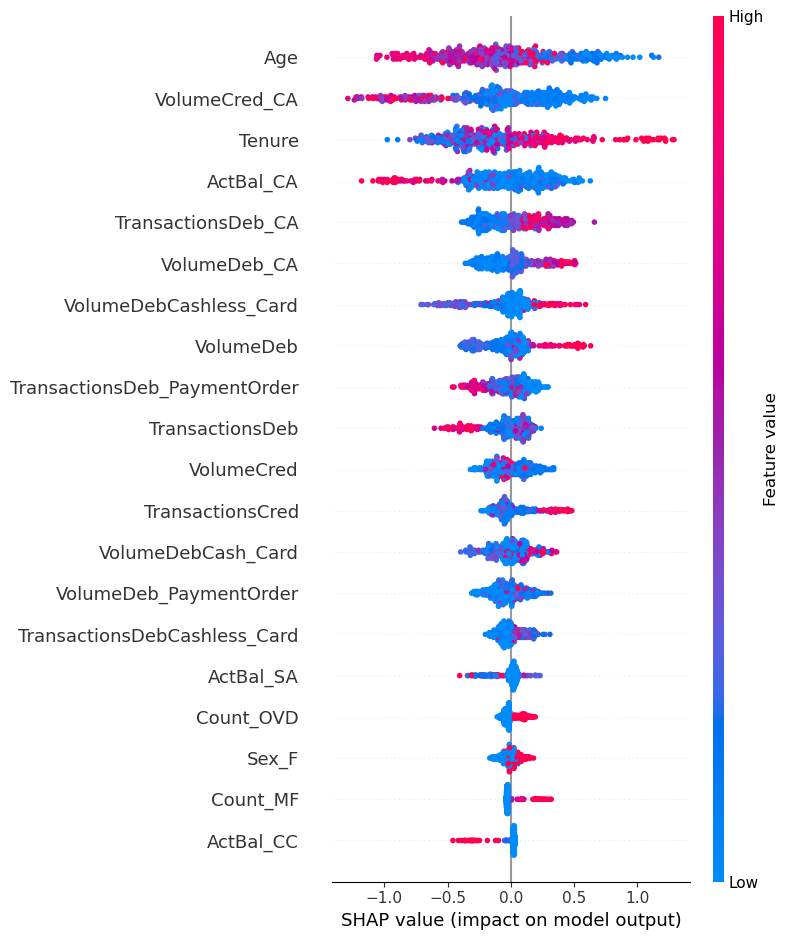 High
Age
VolumeCred_CA
Tenure
ActBal_CA
TransactionsDeb_CA
VolumeDeb_CA
VolumeDebCashless_Card
VolumeDeb
TransactionsDeb_PaymentOrder
TransactionsDeb
VolumeCred
TransactionsCred
VolumeDebCash_Card
VolumeDeb_PaymentOrder
TransactionsDebCashless_Card
ActBal_SA
Count_OVD
Sex_F
Count_MF
ActBal_CC
Feature value
Low
−1.0 −0.5 0.0 0.5 1.0
SHAP value (impact on model output)